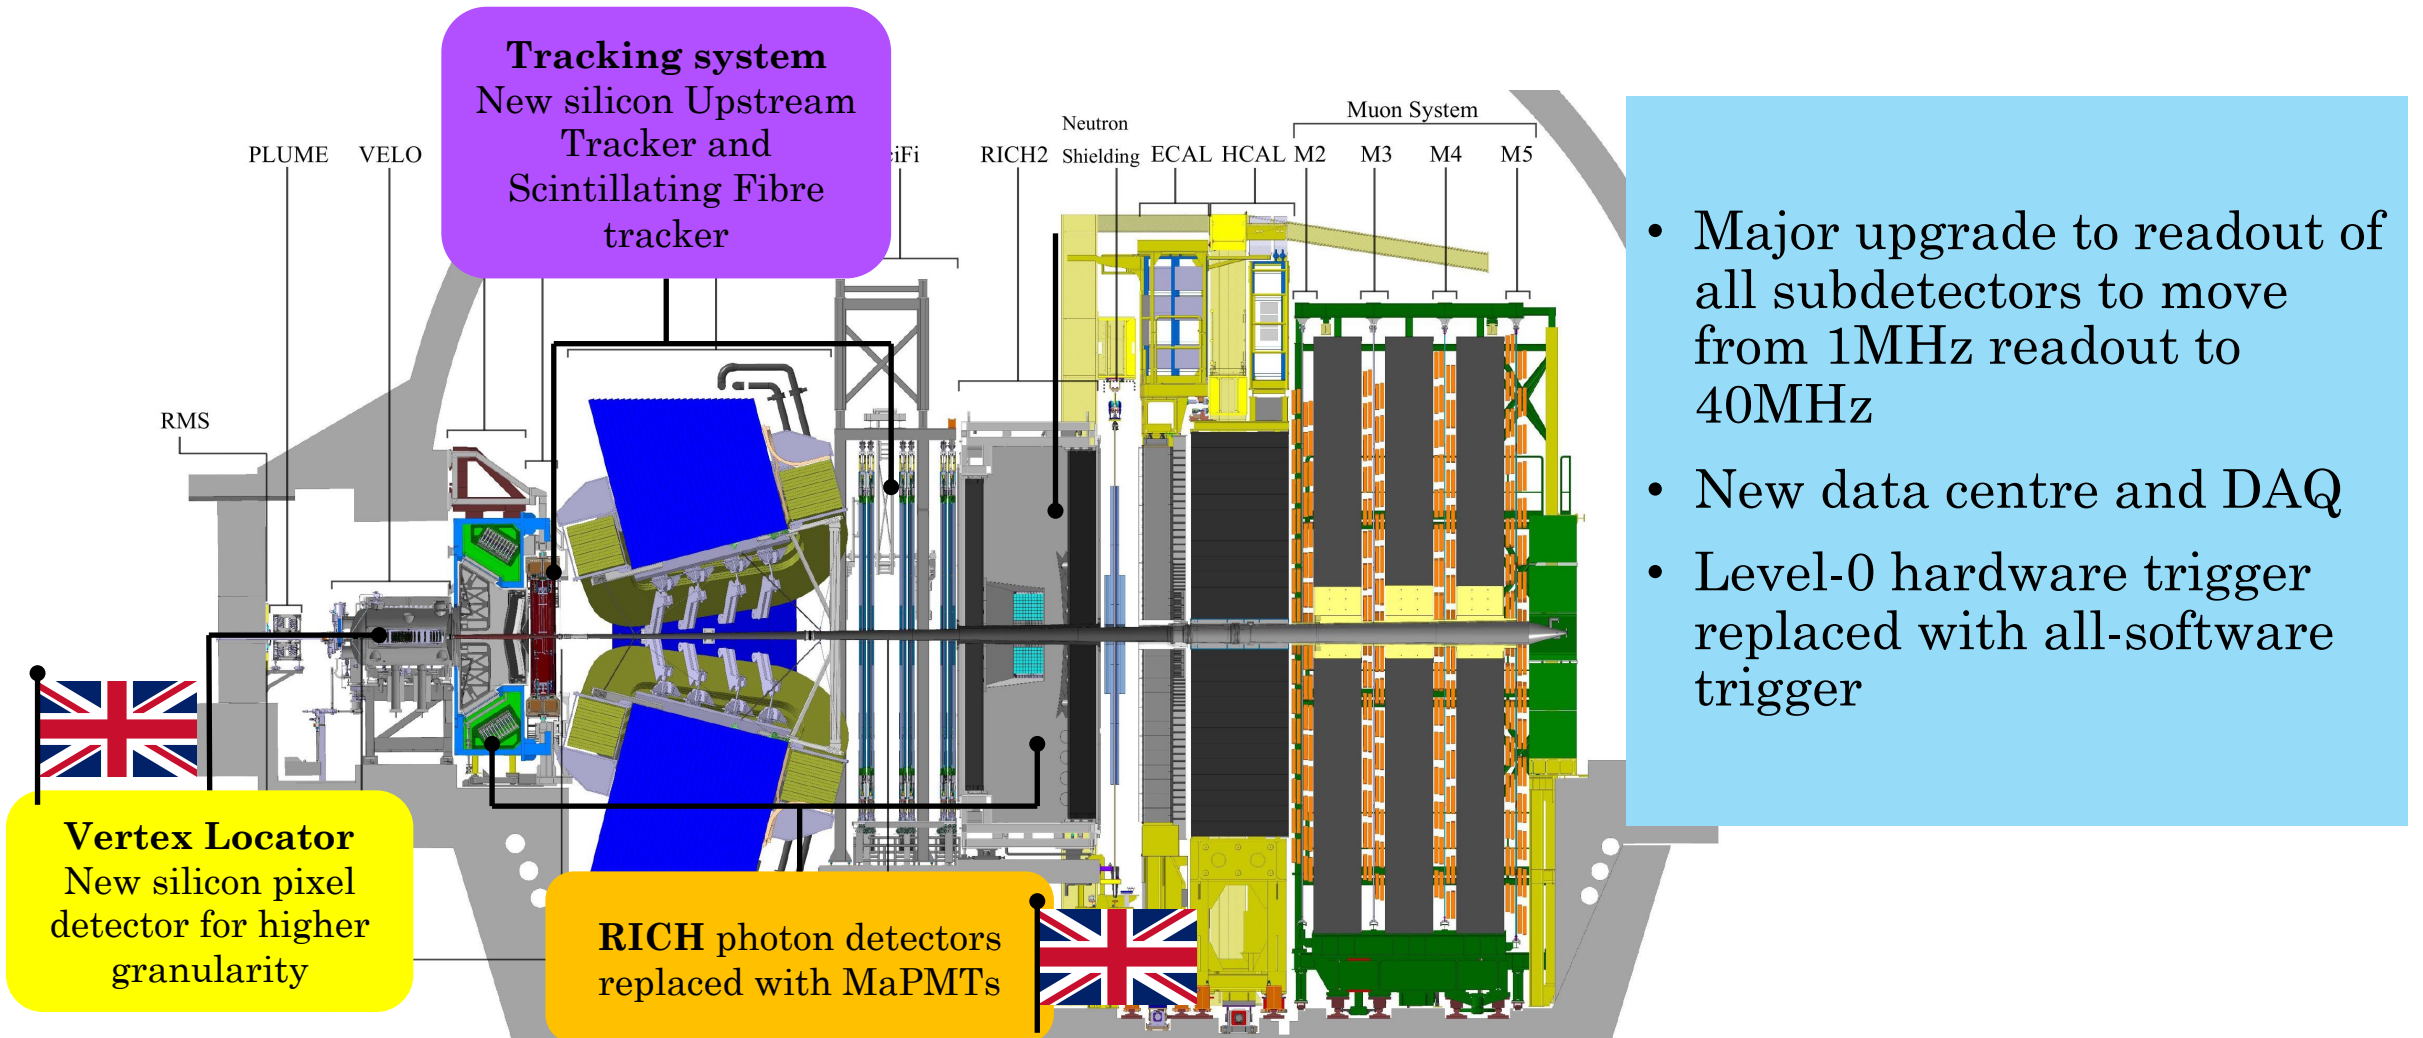 Tracking system
New silicon Upstream
Tracker and
Scintillating Fibre
tracker
PLUME VELO
iFi
RICH2
Neutron
Shielding
ECAL HCAL
Muon System
M2 M3 M4 M5
RMS
• Major upgrade to readout of
all subdetectors to move
from 1MHz readout to
40MHz
• New data centre and DAQ
• Level-0 hardware trigger
replaced with all-software
trigger
Vertex Locator
New silicon pixel
detector for higher
granularity
RICH photon detectors
replaced with MaPMTs